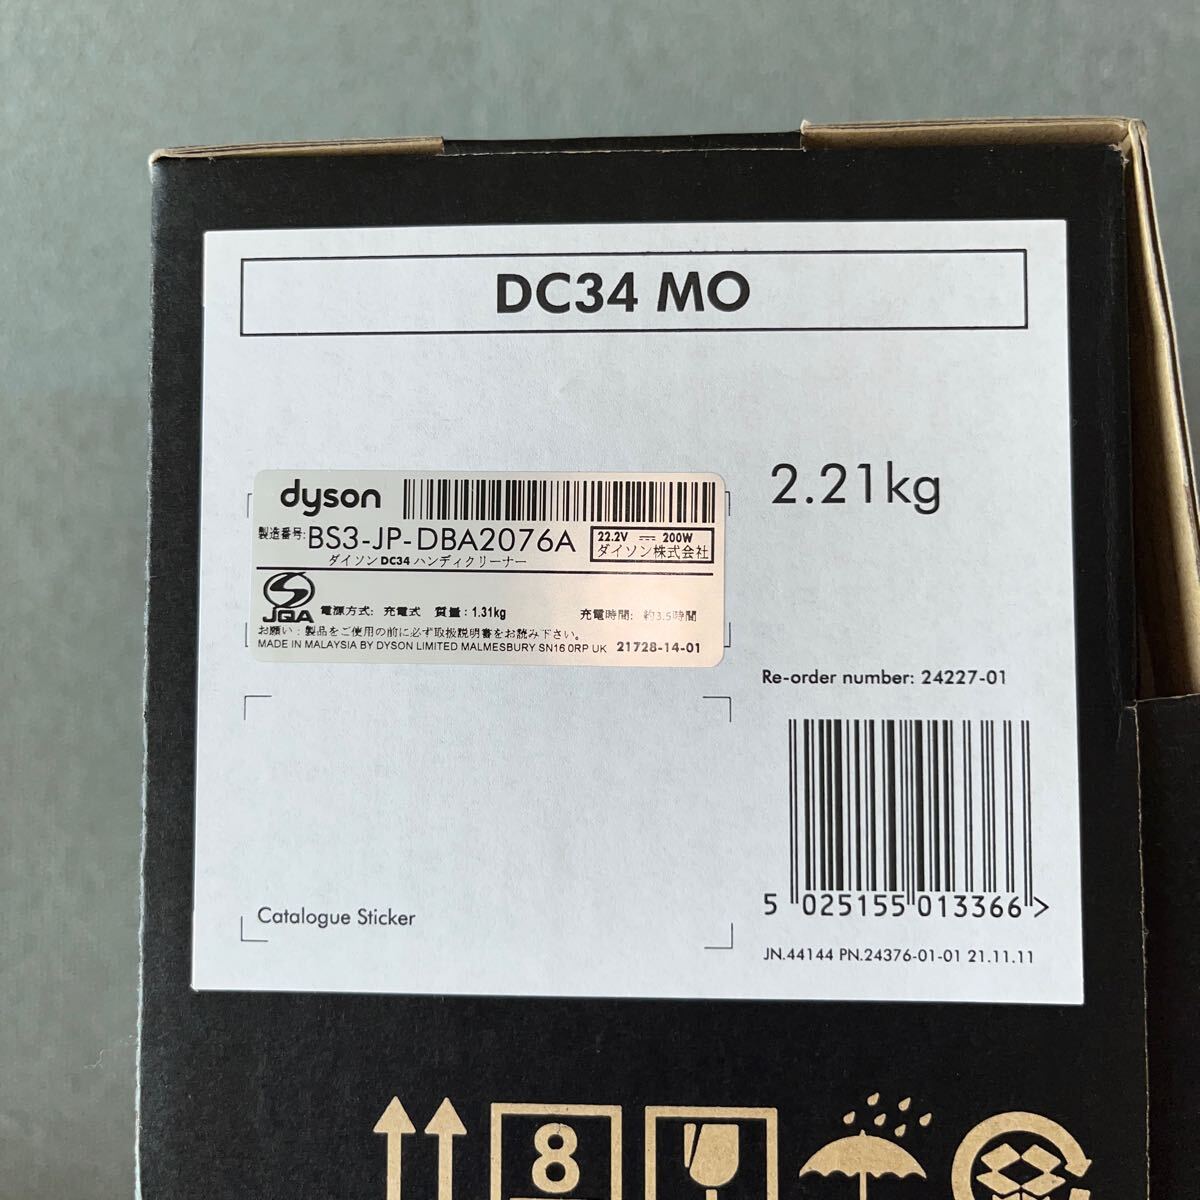 DC34 MO
dyson
製造番号:BS3-JP-DBA2076A
22.2V ⎓ 200W
ダイソン株式会社
ダイソン DC34 ハンディクリーナー
JQA
電源方式: 充電式 質量: 1.31kg 充電時間: 約3.5時間
お願い: 製品をご使用の前に必ず取扱説明書をお読み下さい。
MADE IN MALAYSIA BY DYSON LIMITED MALMESBURY SN16 0RP UK 21728-14-01
2.21kg
Re-order number: 24227-01
5 025155 013366 >
Catalogue Sticker
JN.44144 PN.24376-01-01 21.11.11
8